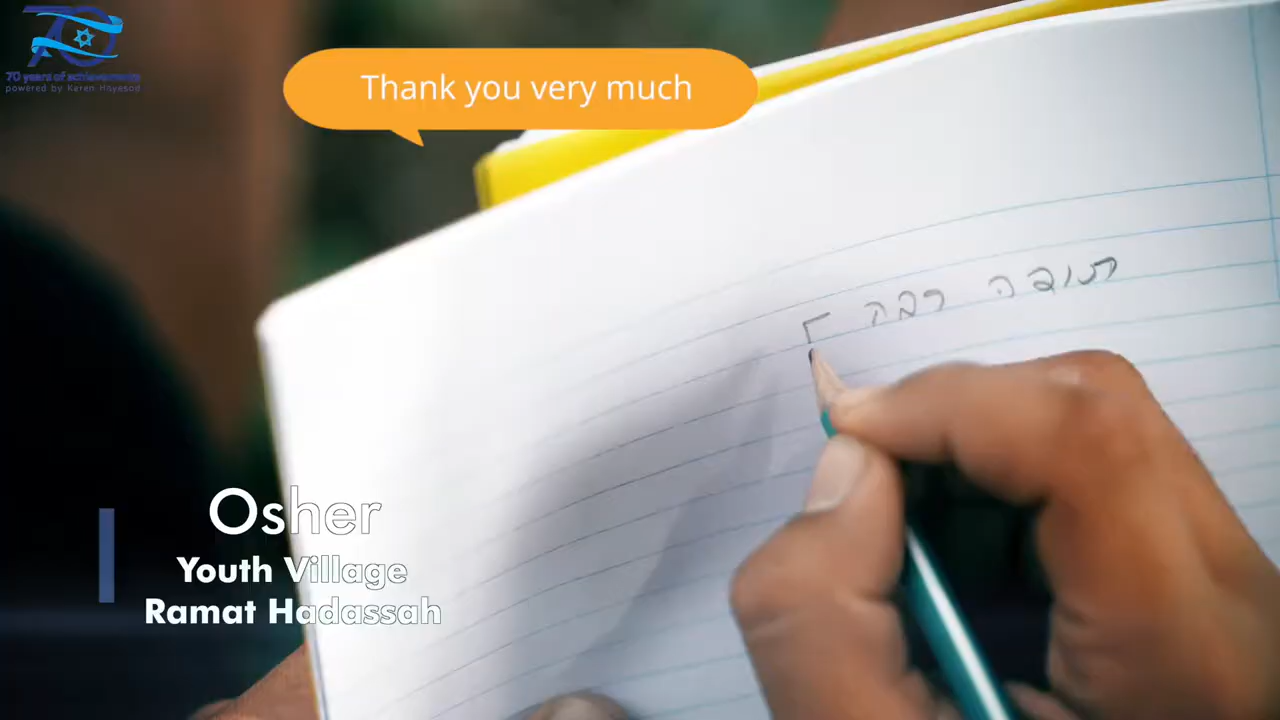 70
70 years of achievements
powered by Keren Hayesod
Thank you very much
תודה רבה
Osher
Youth Village
Ramat Hadassah